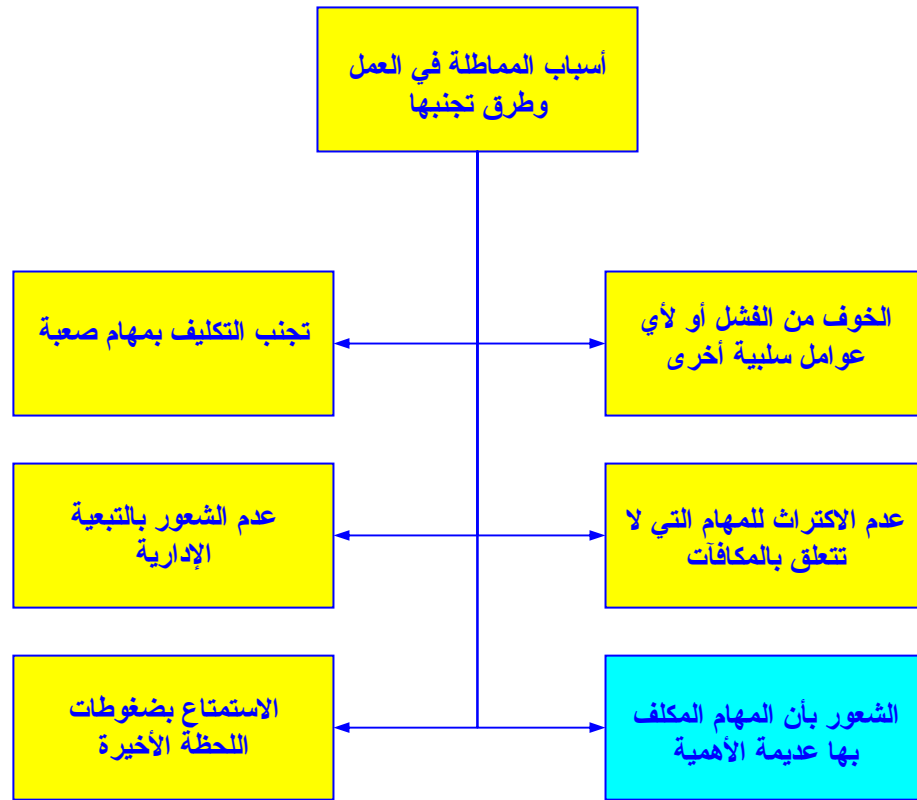 أسباب المماطلة في العمل
وطرق تجنبها
الخوف من الفشل أو لأي
عوامل سلبية أخرى
تجنب التكليف بمهام صعبة
عدم الاكتراث للمهام التي لا
تتعلق بالمكافآت
عدم الشعور بالتبعية
الإدارية
الشعور بأن المهام المكلف
بها عديمة الأهمية
الاستمتاع بضغوطات
اللحظة الأخيرة